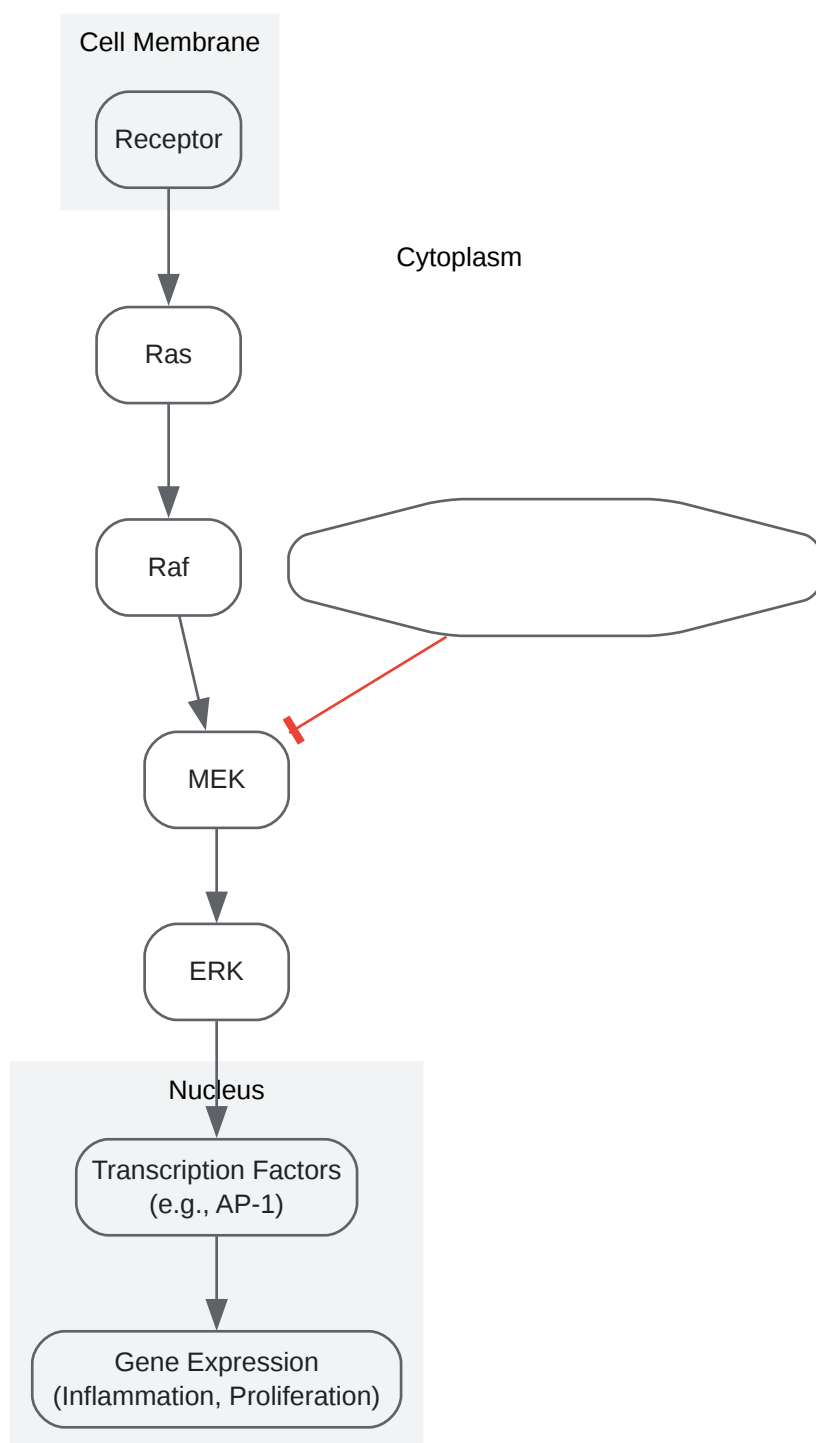 Cell Membrane
Receptor
Cytoplasm
Ras
Raf
MEK
ERK
Nucleus
Transcription Factors
(e.g., AP-1)
Gene Expression
(Inflammation, Proliferation)